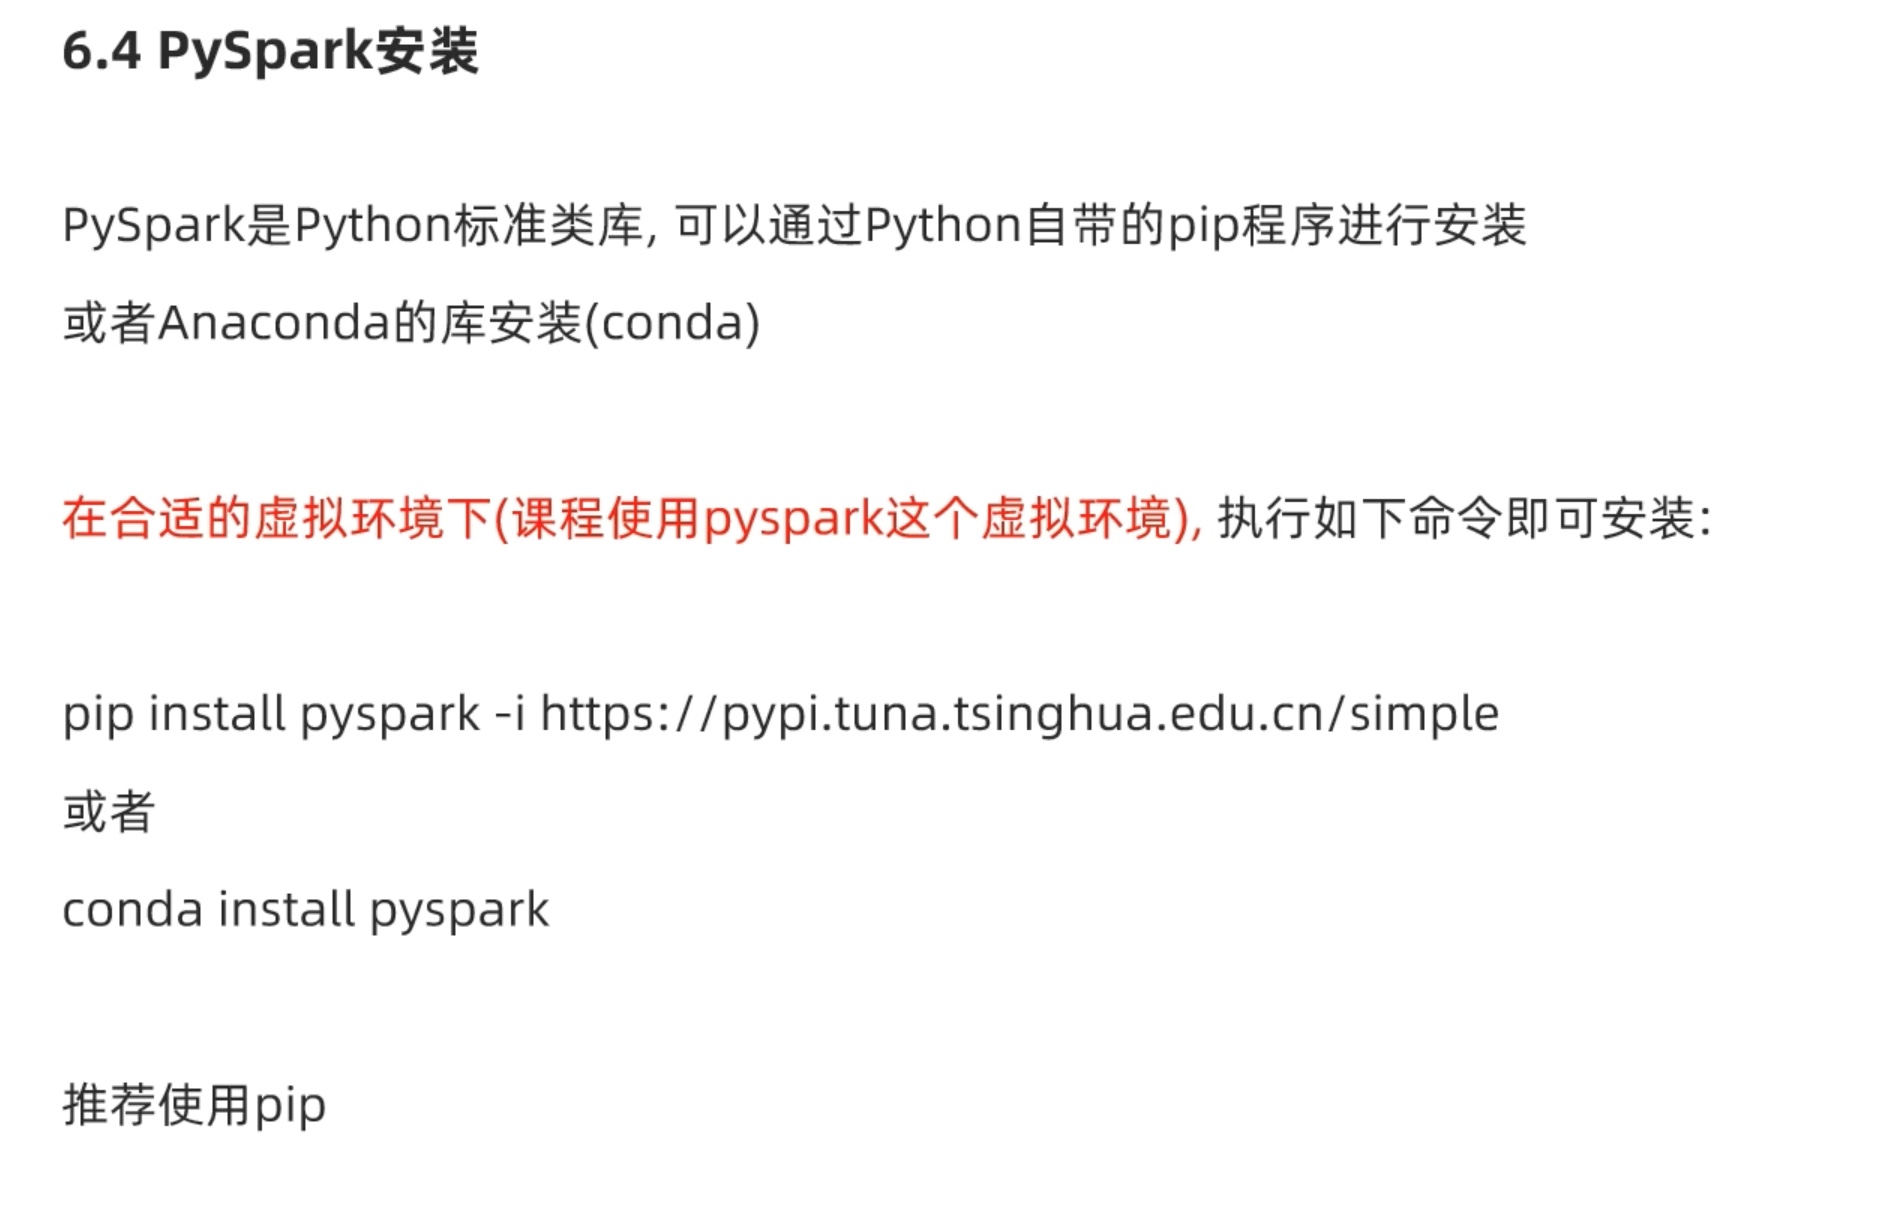 6.4 PySpark安装
PySpark是Python标准类库, 可以通过Python自带的pip程序进行安装
或者Anaconda的库安装(conda)
在合适的虚拟环境下(课程使用pyspark这个虚拟环境), 执行如下命令即可安装:
pip install pyspark -i https://pypi.tuna.tsinghua.edu.cn/simple
或者
conda install pyspark
推荐使用pip